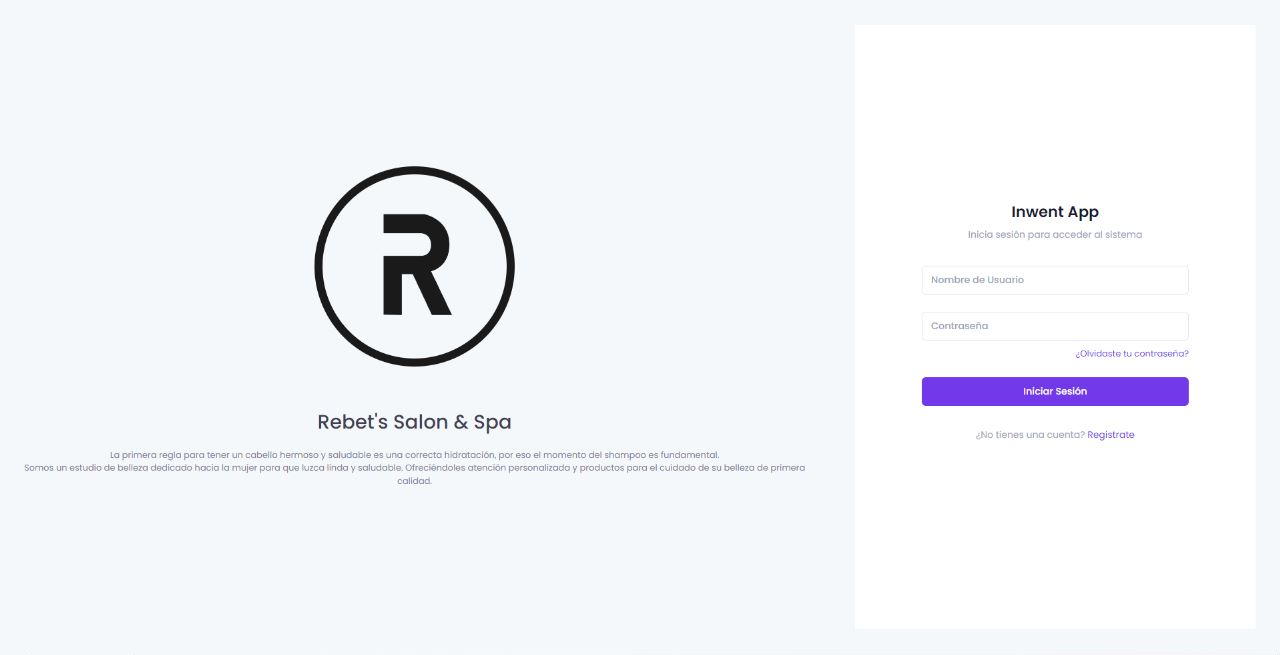 R
Rebet's Salon & Spa
La primera regla para tener un cabello hermoso y saludable es una correcta hidratación, por eso el momento del shampoo es fundamental.
Somos un estudio de belleza dedicado hacia la mujer para que luzca linda y saludable. Ofreciéndoles atención personalizada y productos para el cuidado de su belleza de primera
calidad.
Inwent App
Inicia sesión para acceder al sistema
Nombre de Usuario
Contraseña
¿Olvidaste tu contraseña?
Iniciar Sesión
¿No tienes una cuenta? Registrate